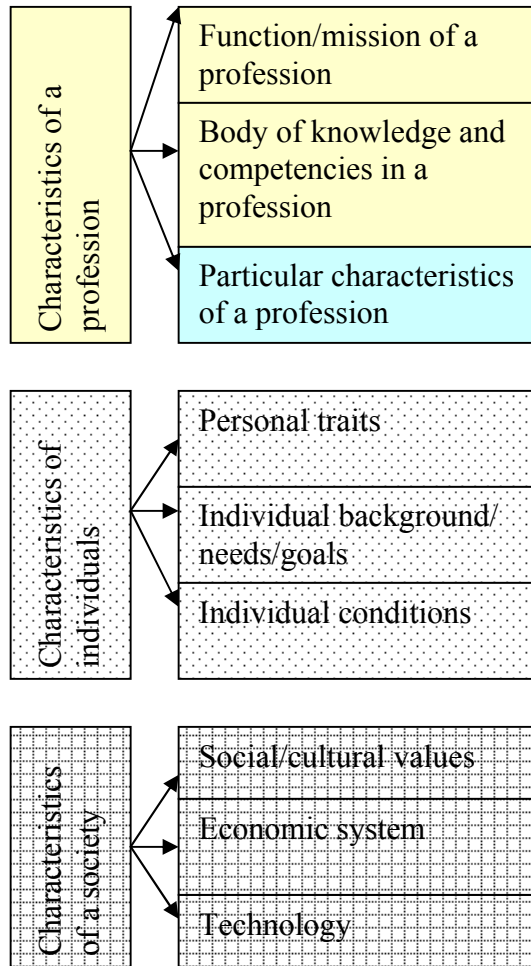 Characteristics of a
profession
Function/mission of a
profession
Body of knowledge and
competencies in a
profession
Particular characteristics
of a profession
Characteristics of
individuals
Personal traits
Individual background/
needs/goals
Individual conditions
Characteristics
of a society
Social/cultural values
Economic system
Technology